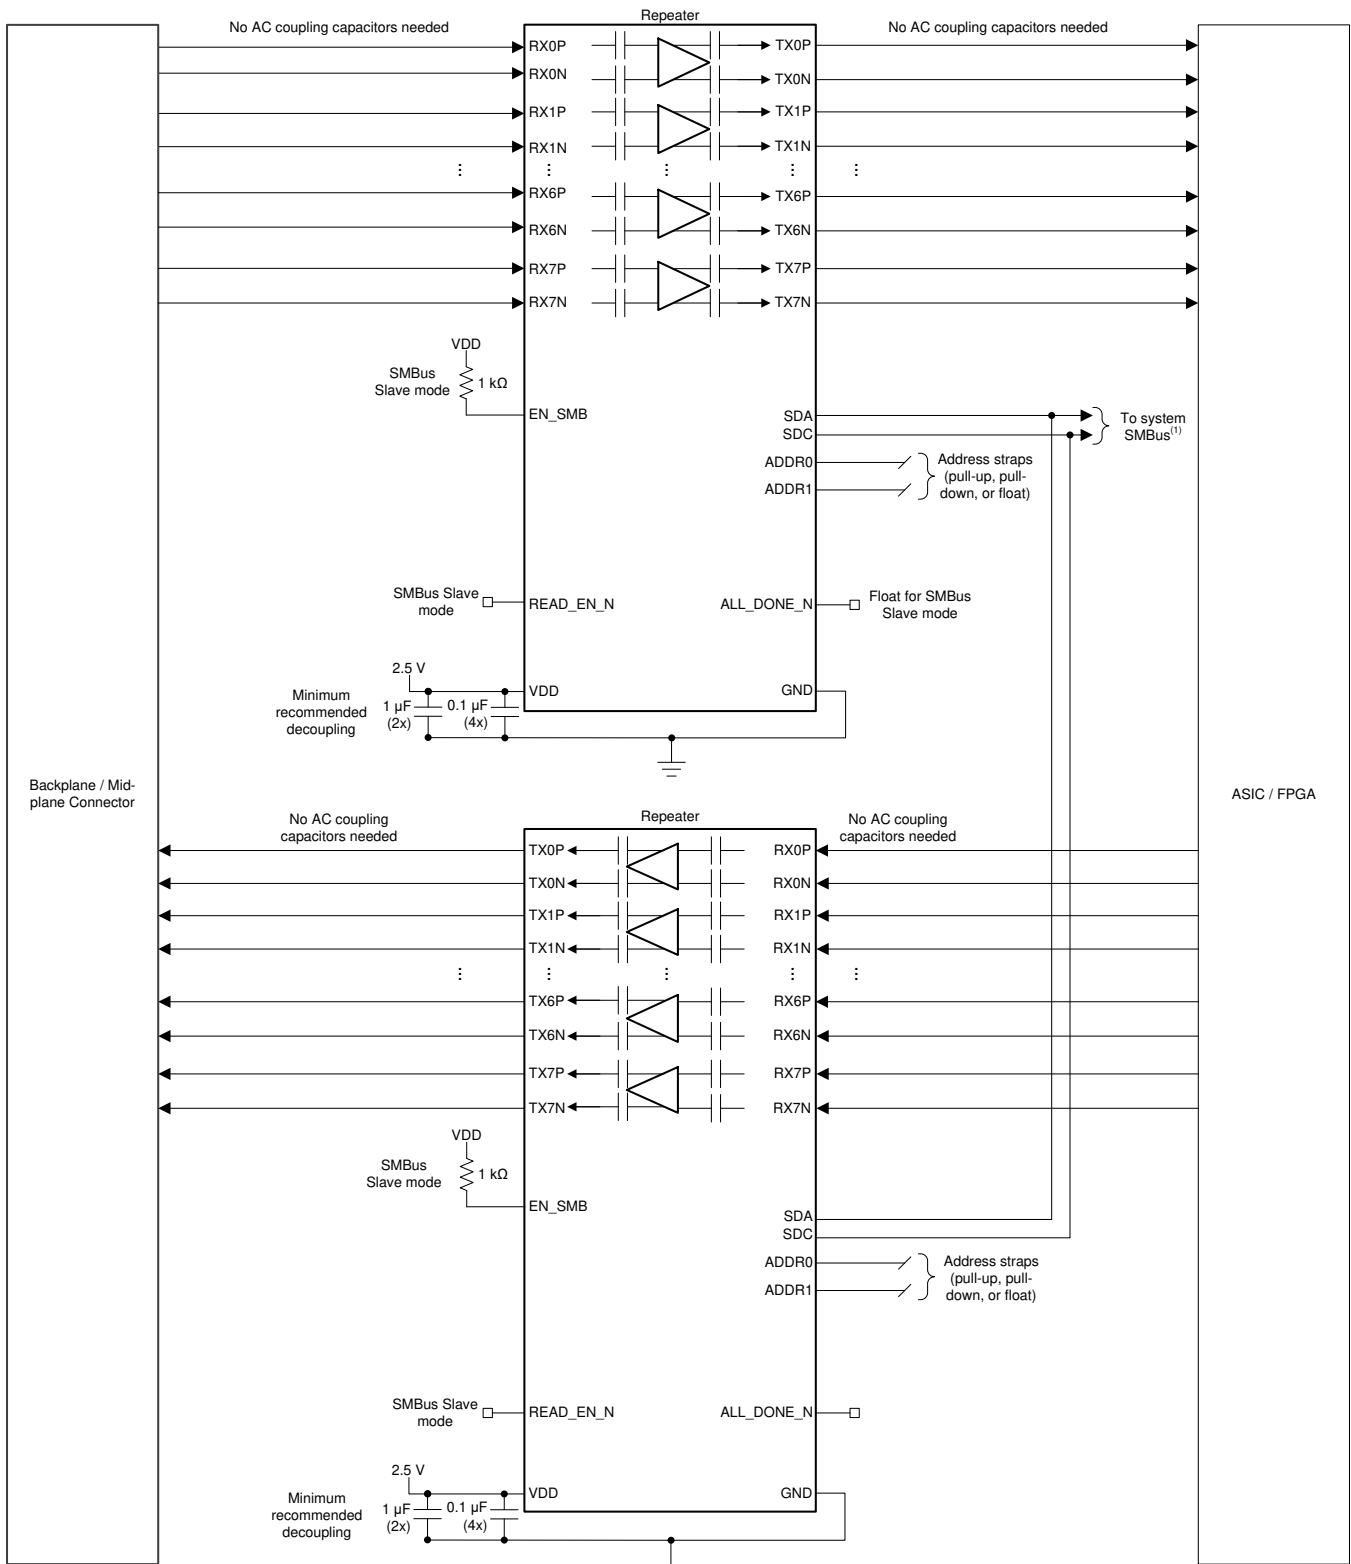 Repeater
No AC coupling capacitors needed
No AC coupling capacitors needed
RX0P
TX0P
RX0N
TX0N
RX1P
TX1P
RX1N
TX1N
⋮ ⋮ ⋮ ⋮ ⋮
RX6P
TX6P
RX6N
TX6N
RX7P
TX7P
RX7N
TX7N
VDD
SMBus
Slave mode
1 kΩ
EN_SMB
SDA
SDC
To system
SMBus(1)
ADDR0
ADDR1
Address straps
(pull-up, pull-
down, or float)
SMBus Slave
mode
READ_EN_N
ALL_DONE_N
Float for SMBus
Slave mode
2.5 V
VDD
GND
Minimum
recommended
decoupling
1 µF
(2x)
0.1 µF
(4x)
Backplane / Mid-
plane Connector
ASIC / FPGA
Repeater
No AC coupling
capacitors needed
No AC coupling
capacitors needed
TX0P
RX0P
TX0N
RX0N
TX1P
RX1P
TX1N
RX1N
⋮ ⋮ ⋮ ⋮ ⋮
TX6P
RX6P
TX6N
RX6N
TX7P
RX7P
TX7N
RX7N
VDD
SMBus
Slave mode
1 kΩ
EN_SMB
SDA
SDC
ADDR0
ADDR1
Address straps
(pull-up, pull-
down, or float)
SMBus Slave
mode
READ_EN_N
ALL_DONE_N
2.5 V
VDD
GND
Minimum
recommended
decoupling
1 µF
(2x)
0.1 µF
(4x)